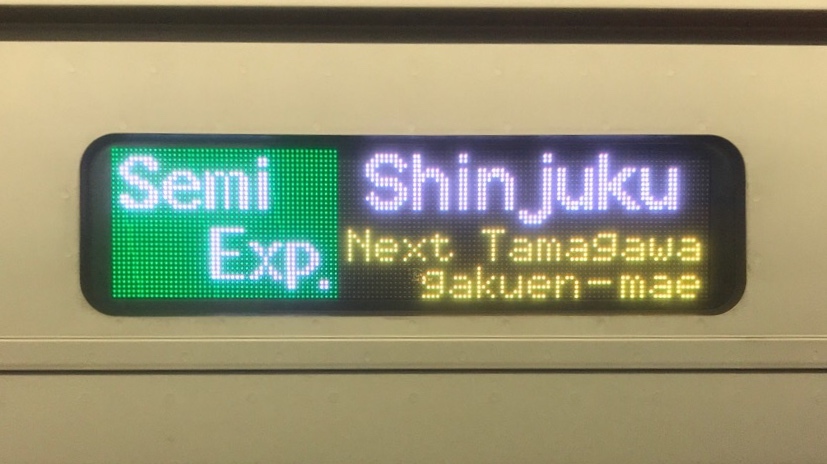 Semi Exp.
Shinjuku
Next Tamagawa
gakuen-mae